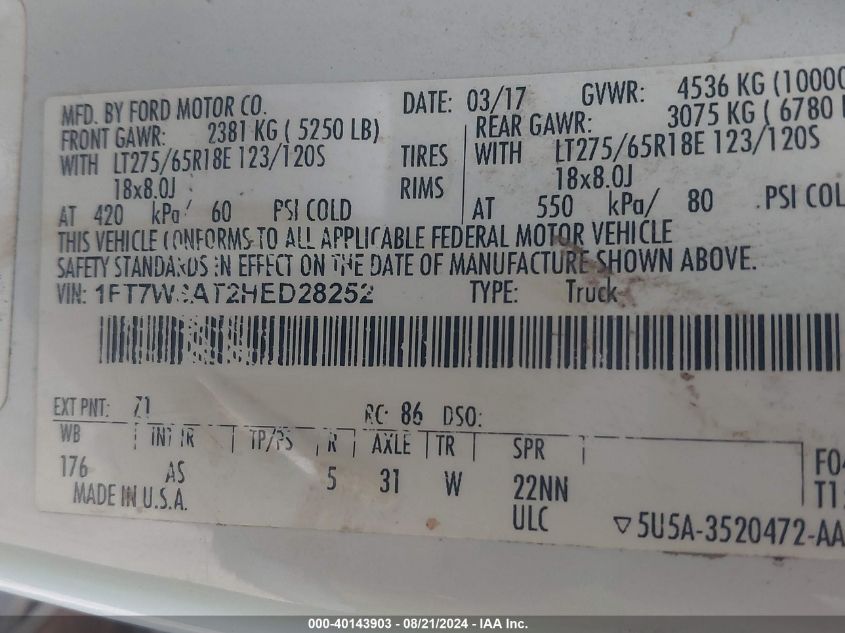 MFD. BY FORD MOTOR CO. DATE: 03/17 GVWR: 4536 KG (10000
FRONT GAWR: 2381 KG ( 5250 LB) REAR GAWR: 3075 KG ( 6780
WITH LT275/65R18E 123/120S TIRES WITH LT275/65R18E 123/120S
18x8.0J RIMS 18x8.0J
AT 420 kPa/ 60 PSI COLD AT 550 kPa/ 80 PSI COL
THIS VEHICLE CONFORMS TO ALL APPLICABLE FEDERAL MOTOR VEHICLE
SAFETY STANDARDS IN EFFECT ON THE DATE OF MANUFACTURE SHOWN ABOVE.
VIN: TYPE: Truck
EXT PNT: Z1 RC: 86 DSO:
WB INT TR TP/PS R AXLE TR SPR
176 AS 5 31 W 22NN F04
MADE IN U.S.A. ULC T1
▽ 5U5A-3520472-AA
000-40143903 - 08/21/2024 - IAA Inc.